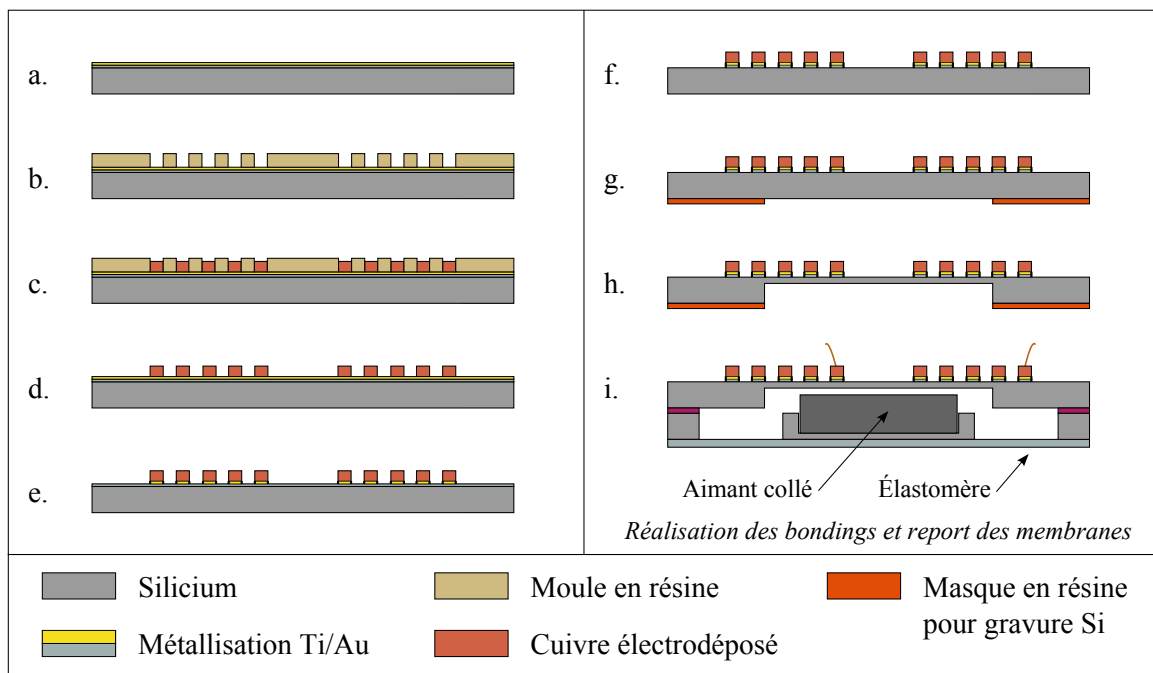 a.
b.
c.
d.
e.
f.
g.
h.
i.
Aimant collé
Élastomère
Réalisation des bondings et report des membranes
Silicium
Moule en résine
Masque en résine
pour gravure Si
Métallisation Ti/Au
Cuivre électrodéposé